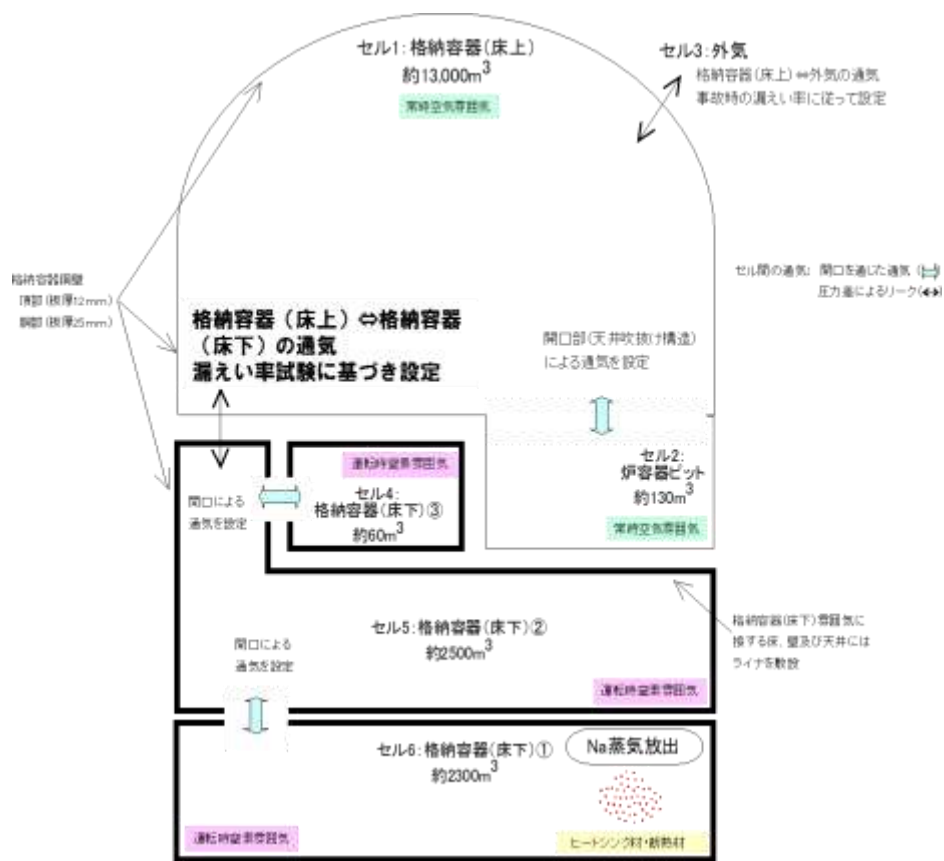 セル1:格納容器(床上)
約13,000m3
常時空気雰囲気
セル3:外気
格納容器(床上)⇔外気の通気
事故時の漏えい率に従って設定
格納容器鋼壁
頂部(板厚12mm)
胴部(板厚25mm)
セル間の通気: 開口を通じた通気(⇔)
圧力差によるリーク(↔)
格納容器(床上)⇔格納容器
(床下)の通気
漏えい率試験に基づき設定
開口部(天井吹抜け構造)
による通気を設定
セル2:
炉容器ピット
約130m3
常時空気雰囲気
開口による
通気を設定
運転時窒素雰囲気
セル4:
格納容器(床下)③
約60m3
セル5:格納容器(床下)②
約2500m3
運転時窒素雰囲気
格納容器(床下)雰囲気に
接する床、壁及び天井には
ライナを敷設
開口による
通気を設定
セル6:格納容器(床下)①
約2300m3
Na蒸気放出
運転時窒素雰囲気
ヒートシンク材・断熱材